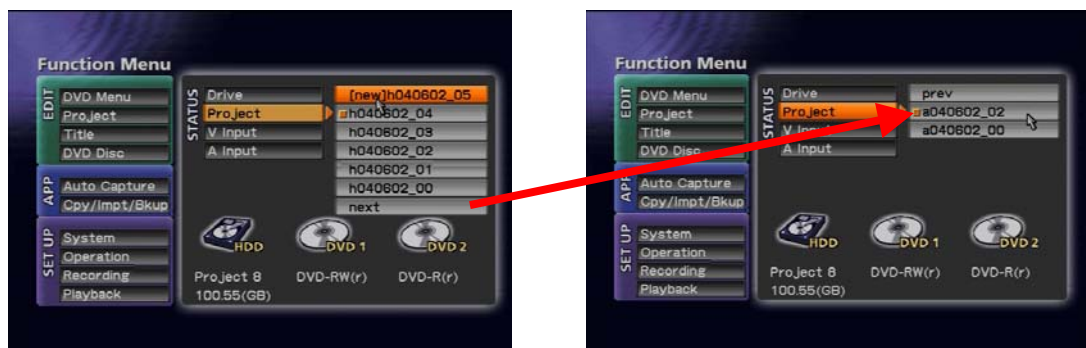 Function Menu
EDIT
DVD Menu
Project
Title
DVD Disc
APP
Auto Capture
Cpy/Impt/Bkup
SET UP
System
Operation
Recording
Playback
STATUS
Drive
Project
V Input
A Input
[new]h040602_05
h040602_04
h040602_03
h040602_02
h040602_01
h040602_00
next
HDD
DVD 1
DVD 2
Project 8
DVD-RW(r)
DVD-R(r)
100.55(GB)
Function Menu
EDIT
DVD Menu
Project
Title
DVD Disc
APP
Auto Capture
Cpy/Impt/Bkup
SET UP
System
Operation
Recording
Playback
STATUS
Drive
Project
V Input
A Input
prev
a040602_02
a040602_00
HDD
DVD 1
DVD 2
Project 8
DVD-RW(r)
DVD-R(r)
100.55(GB)